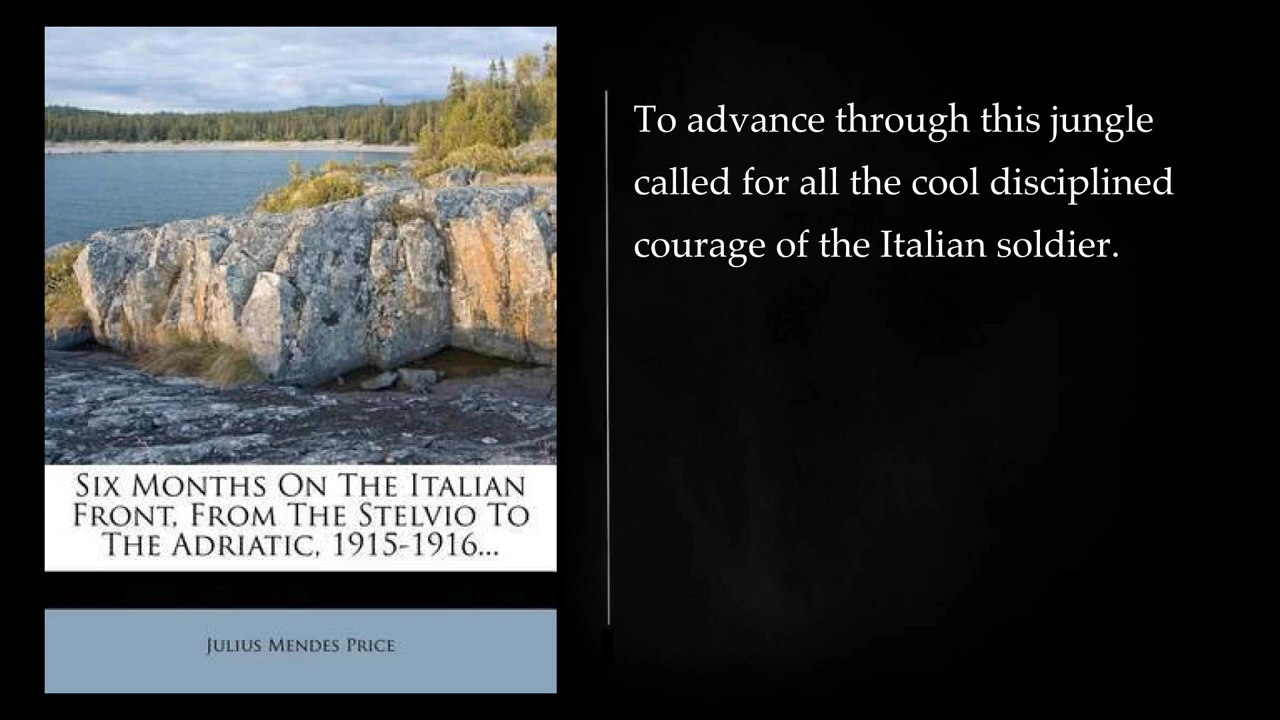 To advance through this jungle
called for all the cool disciplined
courage of the Italian soldier.
Six Months On The Italian
Front, From The Stelvio To
The Adriatic, 1915-1916...
Julius Mendes Price